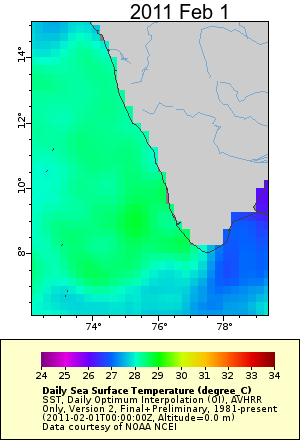 2011 Feb 1
14°
12°
10°
8°
74°
76°
78°
24 25 26 27 28 29 30 31 32 33 34
Daily Sea Surface Temperature (degree_C)
SST, Daily Optimum Interpolation (OI), AVHRR
Only, Version 2, Final+Preliminary, 1981-present
(2011-02-01T00:00:00Z, Altitude=0.0 m)
Data courtesy of NOAA NCEI